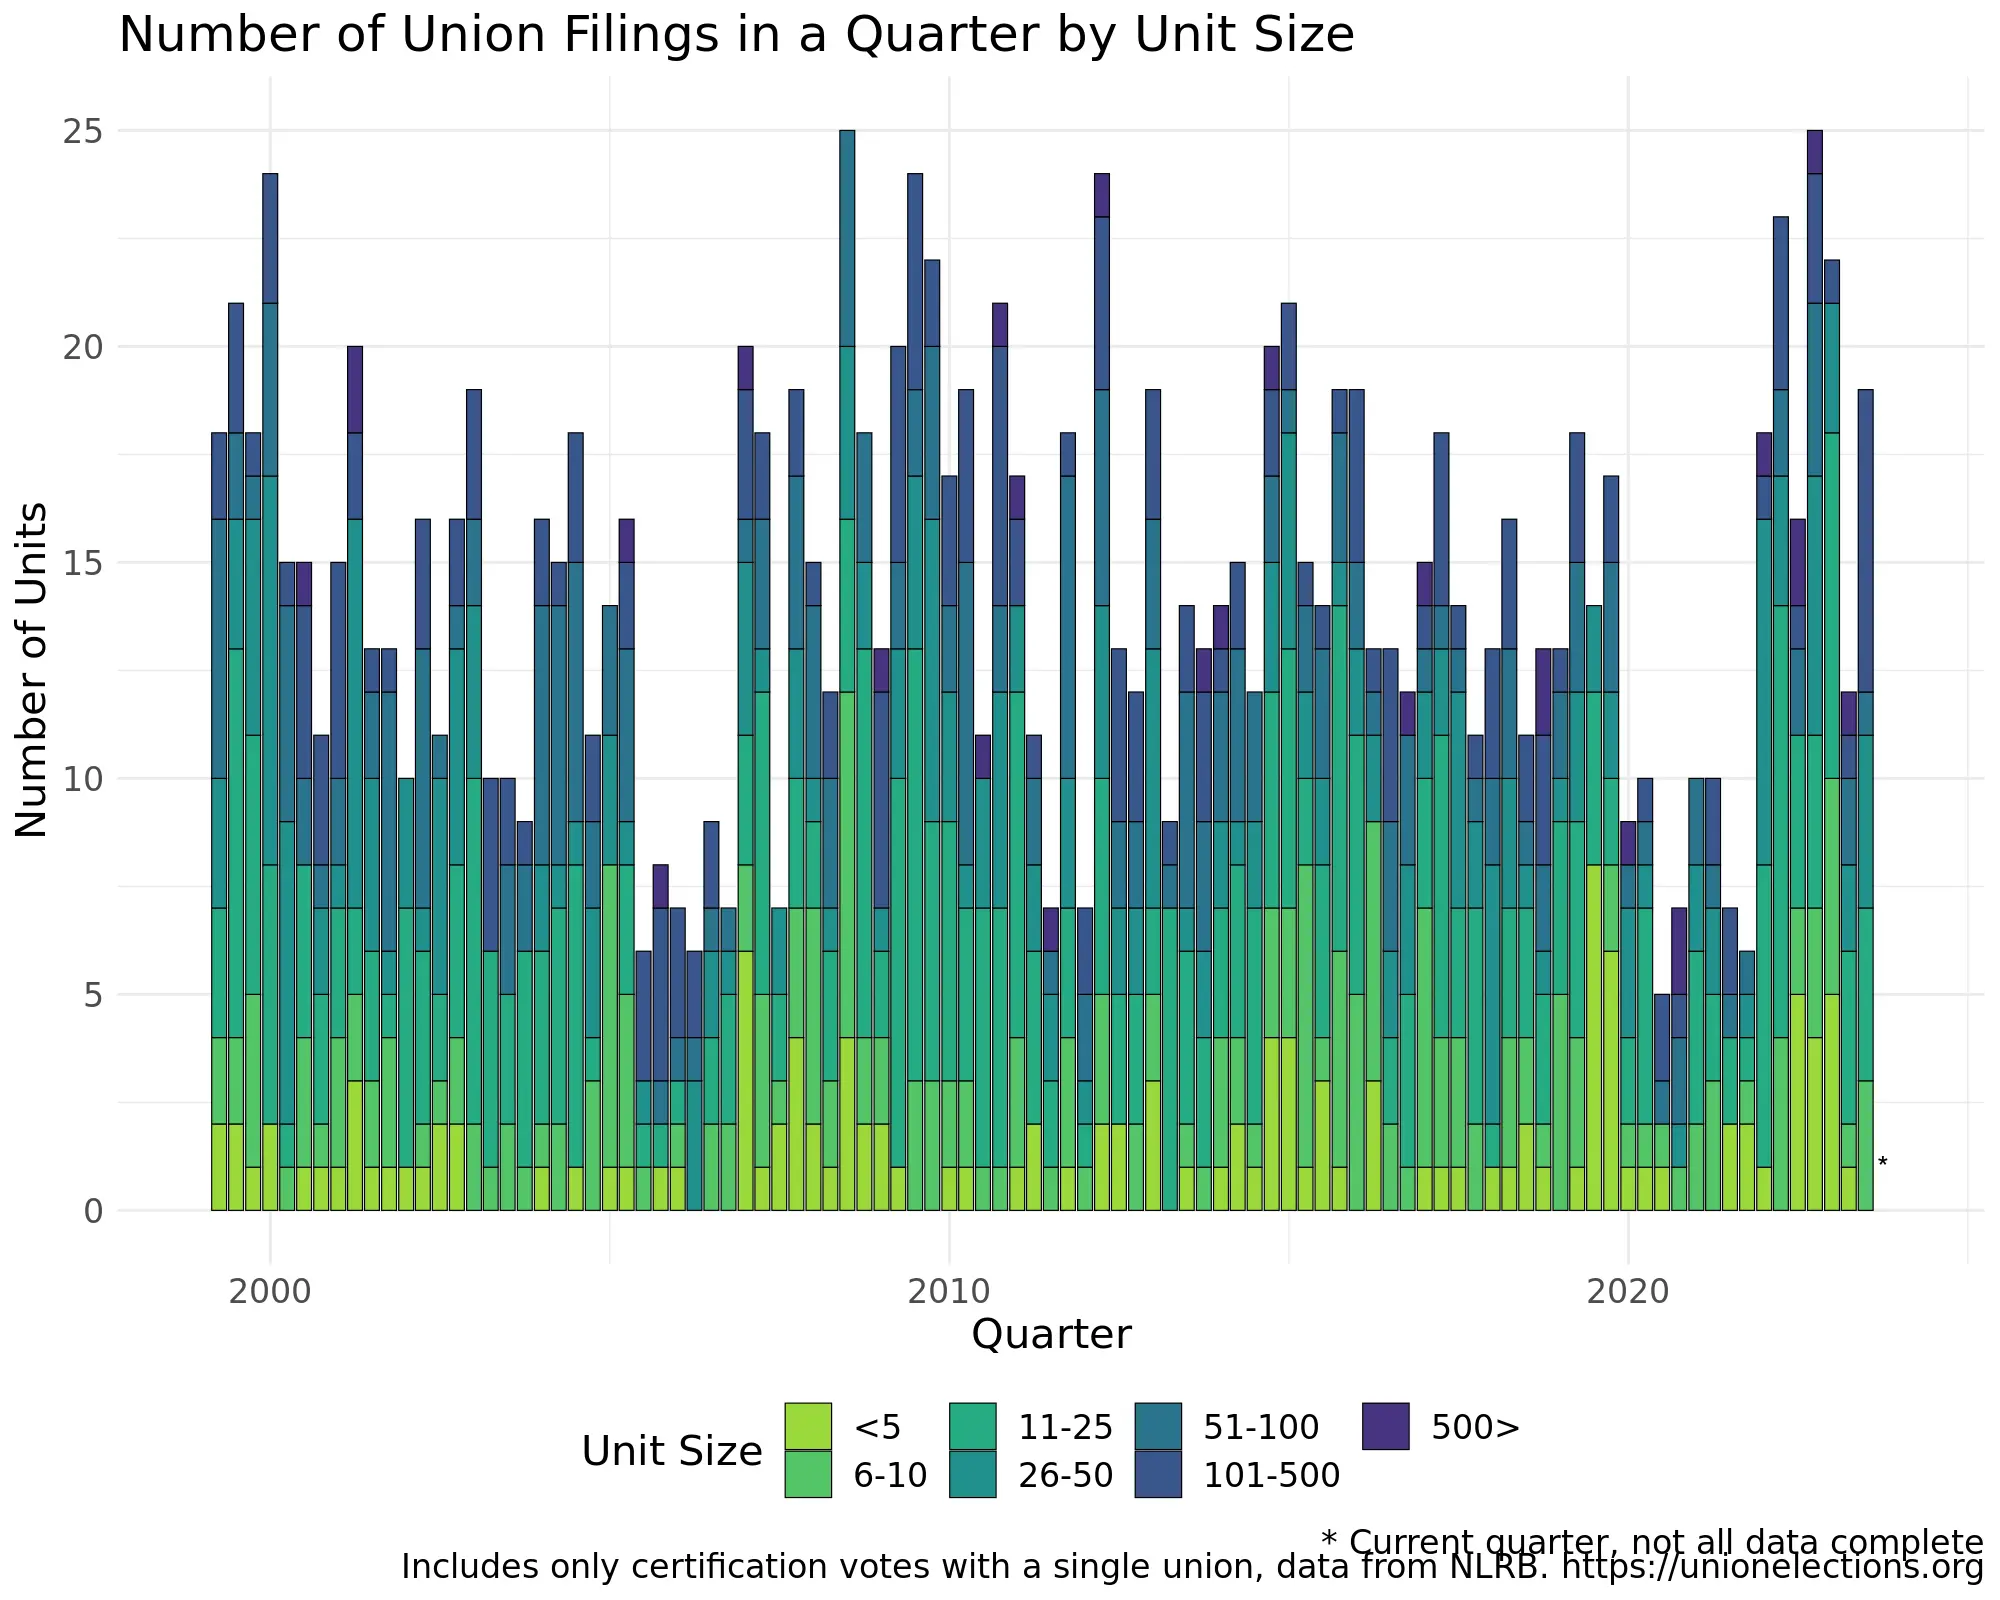 Number of Union Filings in a Quarter by Unit Size
25
20
15
10
5
0
Number of Units
*
2000 2010 2020
Quarter
Unit Size
<5 11-25 51-100 500>
6-10 26-50 101-500
* Current quarter, not all data complete
Includes only certification votes with a single union, data from NLRB. https://unionelections.org